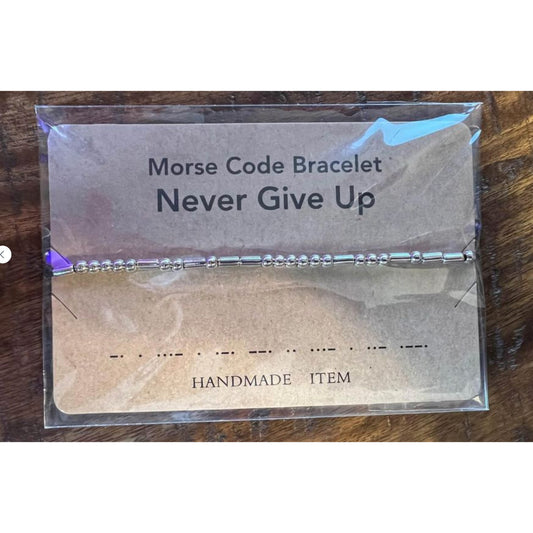 Morse Code Bracelet
Never Give Up
–· · ···– · ·–· ––· ·· ···– · ··– ·––·
HANDMADE ITEM